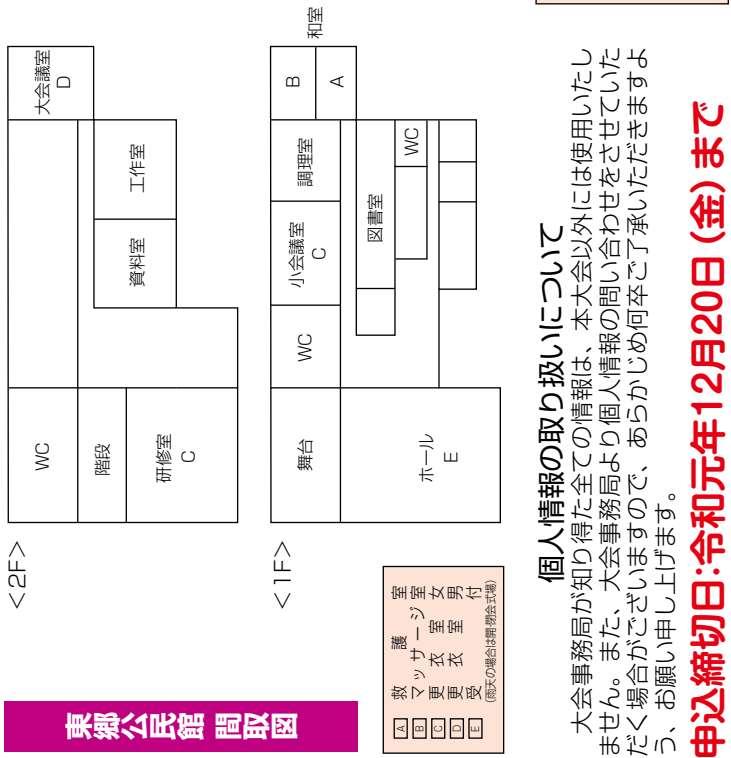 東郷公民館 間取図
A 救護室
B マッサージ室
C 更衣室女
D 更衣室男
E 受付
(雨天の場合は開・閉会式場)
<2F>
WC
階段
研修室
C
資料室
工作室
大会議室
D
<1F>
舞台
ホール
E
WC
小会議室
C
調理室
図書室
WC
B
A
和室
個人情報の取り扱いについて
大会事務局が知り得た全ての情報は、本大会以外には使用いたし
ません。また、大会事務局より個人情報の問い合わせをさせていた
だく場合がございますので、あらかじめ何卒ご了承いただきますよ
う、お願い申し上げます。
申込締切日:令和元年12月20日(金)まで